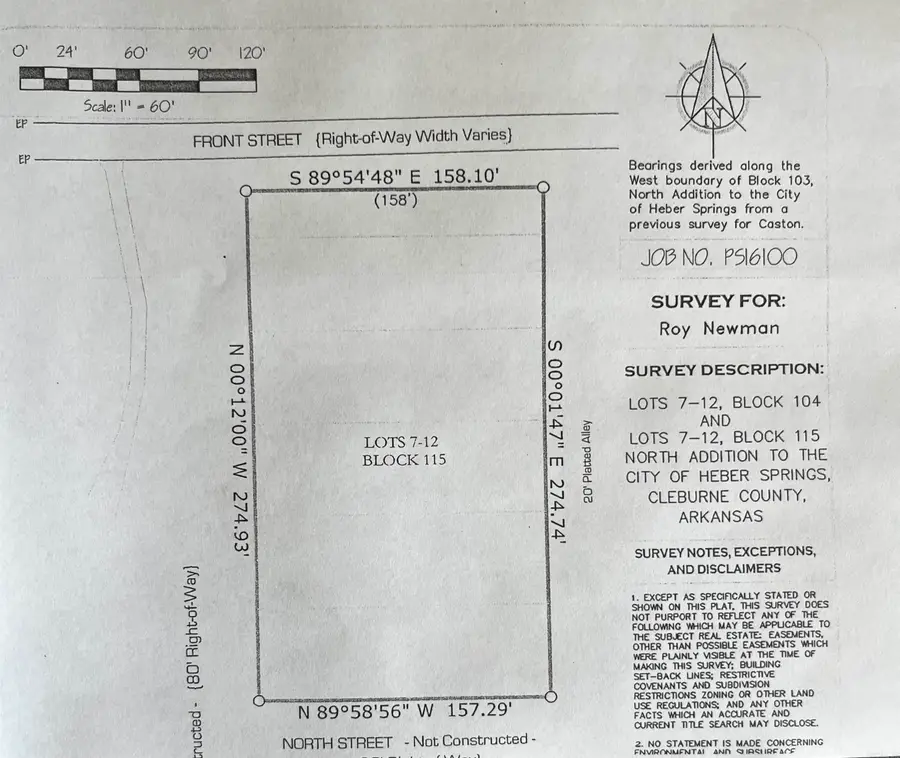 0' 24' 60' 90' 120'
Scale: 1" = 60'
EP
FRONT STREET {Right-of-Way Width Varies}
EP
S 89°54'48" E 158.10'
(158')
N 00°12'00" W 274.93'
S 00°01'47" E 274.74'
LOTS 7-12
BLOCK 115
20' Platted Alley
{80' Right-of-Way}
N 89°58'56" W 157.29'
NORTH STREET - Not Constructed -
N
Bearings derived along the
West boundary of Block 103,
North Addition to the City
of Heber Springs from a
previous survey for Caston.
JOB NO. PS16100
SURVEY FOR:
Roy Newman
SURVEY DESCRIPTION:
LOTS 7-12, BLOCK 104
AND
LOTS 7-12, BLOCK 115
NORTH ADDITION TO THE
CITY OF HEBER SPRINGS,
CLEBURNE COUNTY,
ARKANSAS
SURVEY NOTES, EXCEPTIONS,
AND DISCLAIMERS
1. EXCEPT AS SPECIFICALLY STATED OR
SHOWN ON THIS PLAT, THIS SURVEY DOES
NOT PURPORT TO REFLECT ANY OF THE
FOLLOWING WHICH MAY BE APPLICABLE TO
THE SUBJECT REAL ESTATE: EASEMENTS,
OTHER THAN POSSIBLE EASEMENTS WHICH
WERE PLAINLY VISIBLE AT THE TIME OF
MAKING THIS SURVEY; BUILDING
SET-BACK LINES; RESTRICTIVE
COVENANTS AND SUBDIVISION
RESTRICTIONS ZONING OR OTHER LAND
USE REGULATIONS; AND ANY OTHER
FACTS WHICH AN ACCURATE AND
CURRENT TITLE SEARCH MAY DISCLOSE.
2. NO STATEMENT IS MADE CONCERNING
ENVIRONMENTAL AND SUBSURFACE